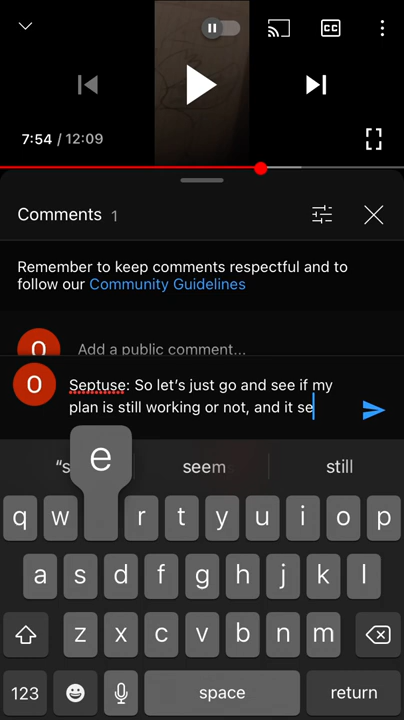 CC
7:54 / 12:09
Comments 1
Remember to keep comments respectful and to
follow our Community Guidelines
O Add a public comment...
O Septuse: So let's just go and see if my
plan is still working or not, and it se
"s seem still
e
q w r t y u i o p
a s d f g h j k l
z x c v b n m
123 space return